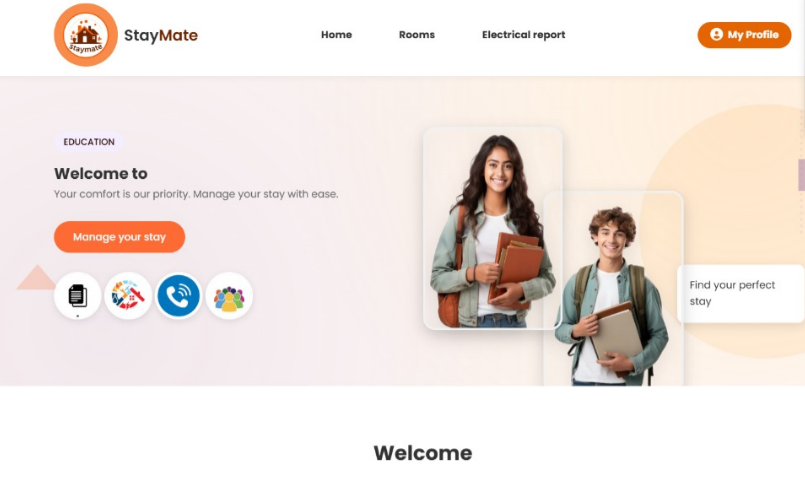 Staymate
StayMate
Home
Rooms
Electrical report
My Profile
EDUCATION
Welcome to
Your comfort is our priority. Manage your stay with ease.
Manage your stay
Find your perfect
stay
Welcome